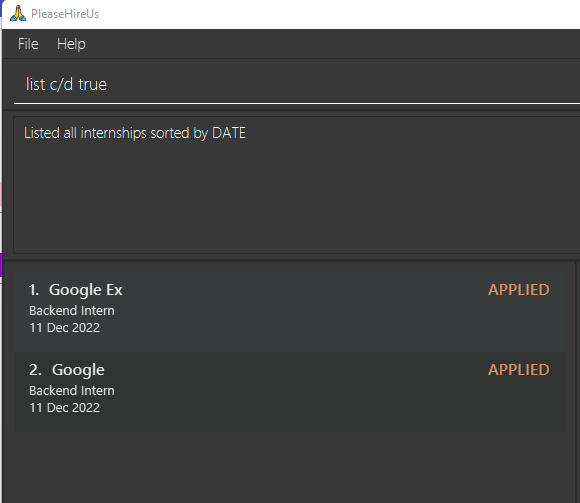 PleaseHireUs
File Help
list c/d true
Listed all internships sorted by DATE
1. Google Ex APPLIED
Backend Intern
11 Dec 2022
2. Google APPLIED
Backend Intern
11 Dec 2022